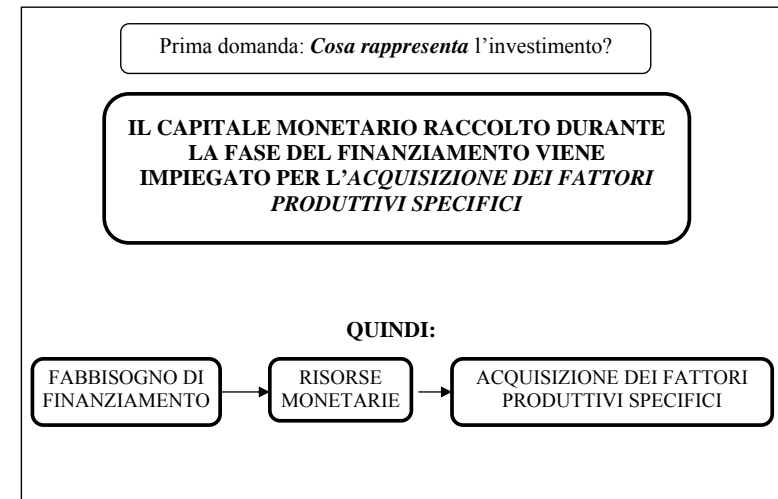 Prima domanda: Cosa rappresenta l’investimento?
IL CAPITALE MONETARIO RACCOLTO DURANTE
LA FASE DEL FINANZIAMENTO VIENE
IMPIEGATO PER L’ACQUISIZIONE DEI FATTORI
PRODUTTIVI SPECIFICI
QUINDI:
FABBISOGNO DI
FINANZIAMENTO
RISORSE
MONETARIE
ACQUISIZIONE DEI FATTORI
PRODUTTIVI SPECIFICI